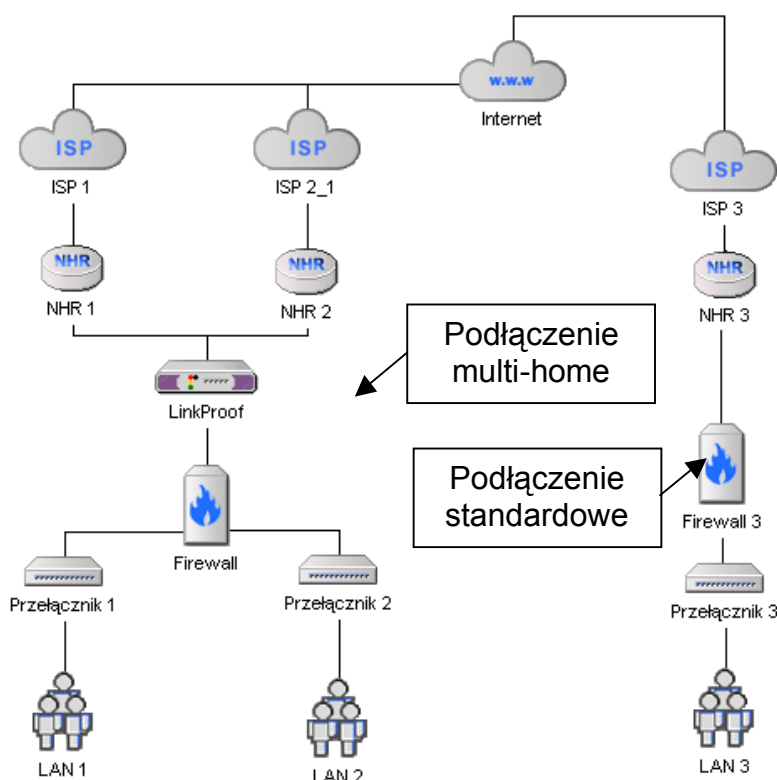 w.w.w
Internet
ISP
ISP 1
ISP
ISP 2_1
ISP
ISP 3
NHR
NHR 1
NHR
NHR 2
NHR
NHR 3
Podłączenie
multi-home
LinkProof
Podłączenie
standardowe
Firewall
Firewall 3
Przełącznik 1
Przełącznik 2
Przełącznik 3
LAN 1
LAN 2
LAN 3